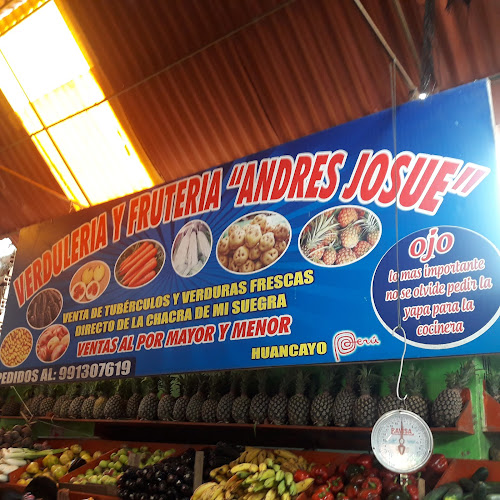 VERDULERIA Y FRUTERIA "ANDRES JOSUE"
VENTA DE TUBÉRCULOS Y VERDURAS FRESCAS
DIRECTO DE LA CHACRA DE MI SUEGRA
VENTAS AL POR MAYOR Y MENOR
HUANCAYO Perú
PEDIDOS AL: 991307619
ojo
lo mas importante
no se olvide pedir la
yapa para la
cocinera